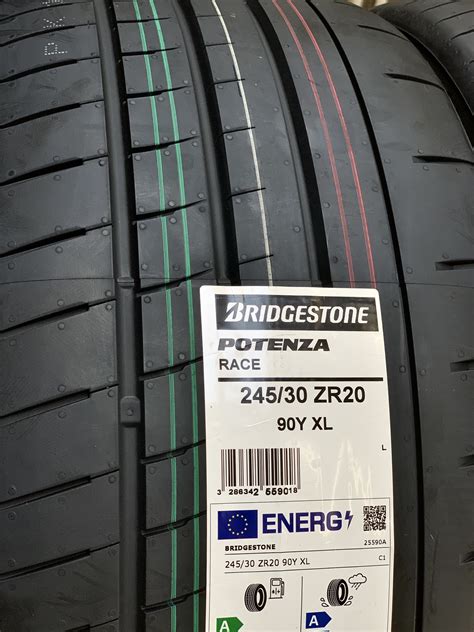 BRIDGESTONE
POTENZA
RACE
245/30 ZR20
90Y XL
L
3 286342 559018
ENERG
BRIDGESTONE
25590A
245/30 ZR20 90Y XL
C1
A
A